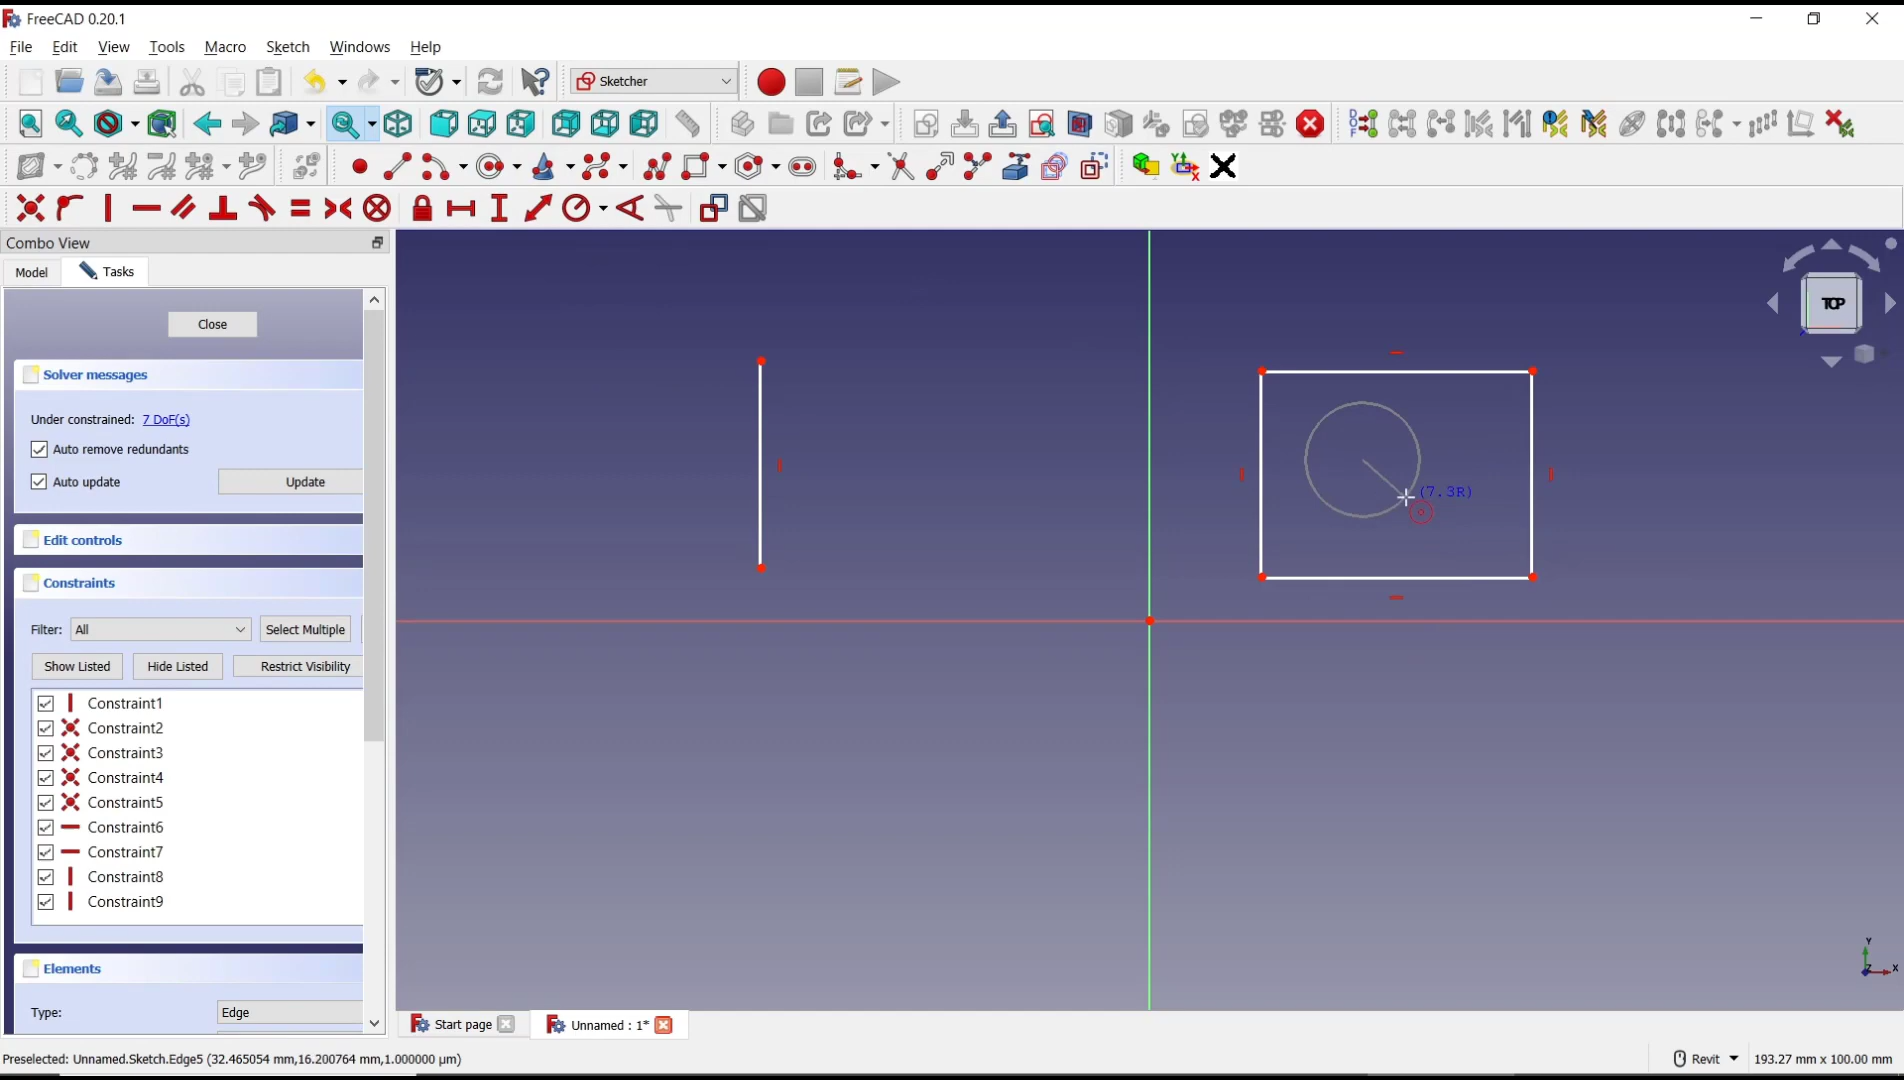 FreeCAD 0.20.1
File Edit View Tools Macro Sketch Windows Help
Sketcher
Combo View
Model Tasks
Close
Solver messages
Under constrained: 7 DoF(s)
Auto remove redundants
Auto update Update
Edit controls
Constraints
Filter: All Select Multiple
Show Listed Hide Listed Restrict Visibility
Constraint1
Constraint2
Constraint3
Constraint4
Constraint5
Constraint6
Constraint7
Constraint8
Constraint9
Elements
Type: Edge
TOP
(7.3R)
Y
Z X
Start page Unnamed : 1*
Preselected: Unnamed.Sketch.Edge5 (32.465054 mm,16.200764 mm,1.000000 µm) Revit 193.27 mm x 100.00 mm